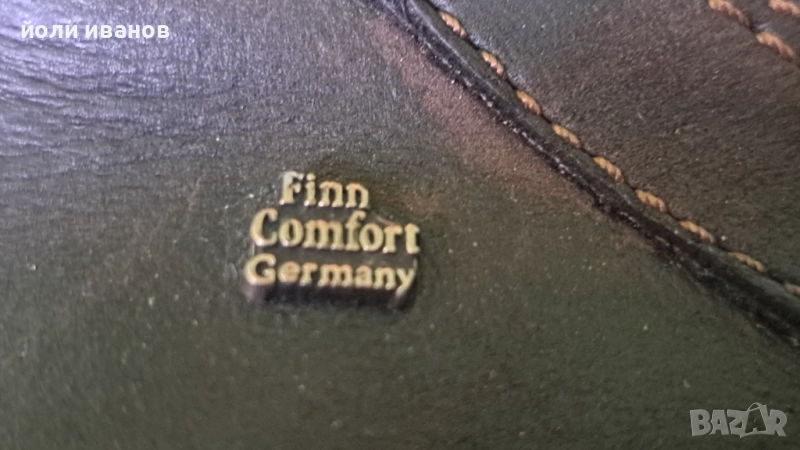 йоли иванов
Finn
Comfort
Germany
BAZAR